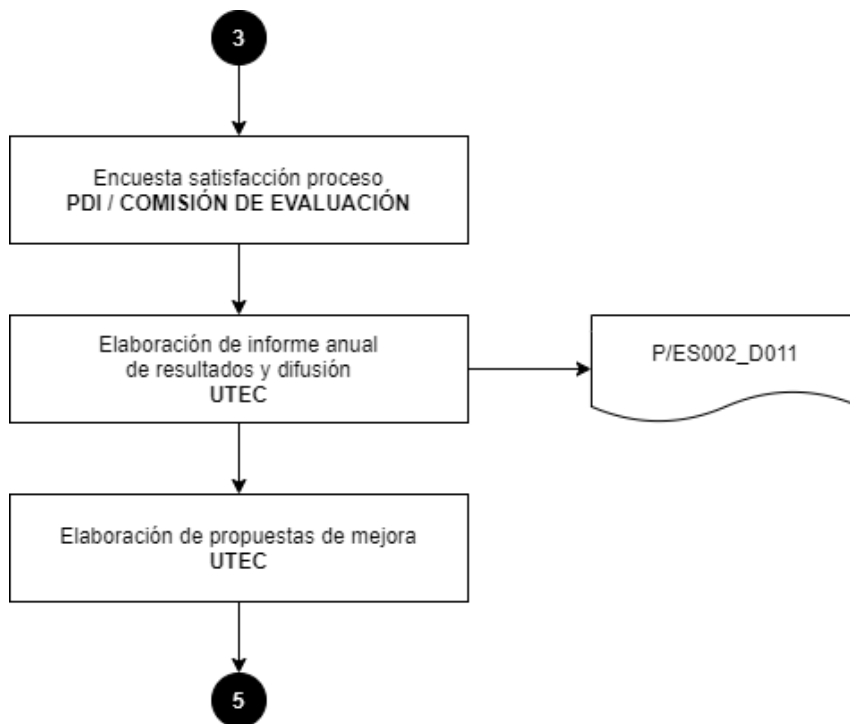 3
Encuesta satisfacción proceso
PDI / COMISIÓN DE EVALUACIÓN
Elaboración de informe anual
de resultados y difusión
UTEC
P/ES002_D011
Elaboración de propuestas de mejora
UTEC
5